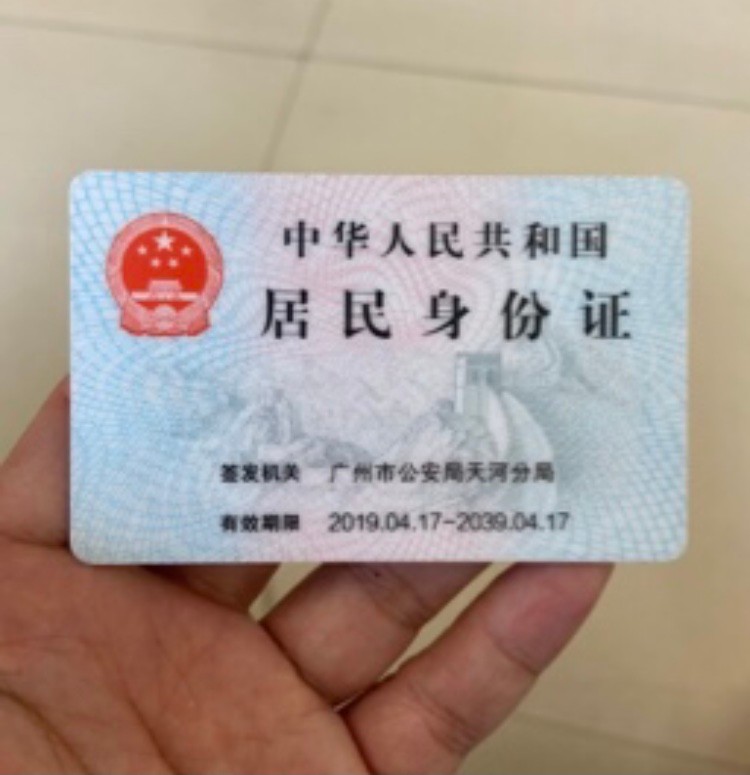 中华人民共和国
居民身份证
签发机关 广州市公安局天河分局
有效期限 2019.04.17-2039.04.17